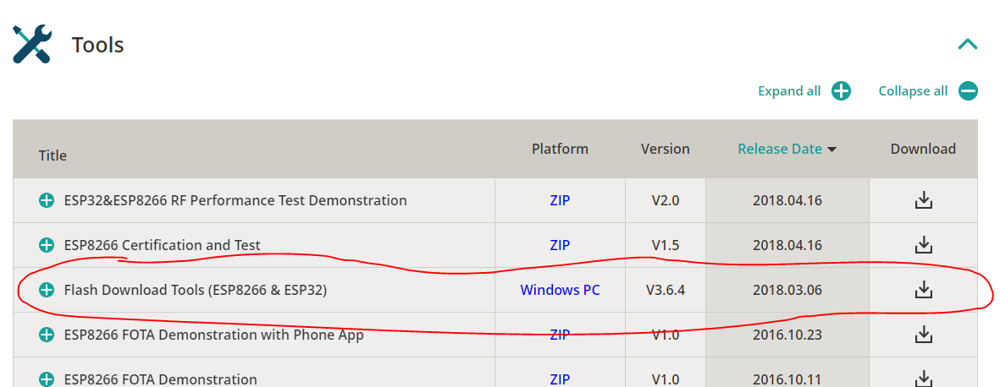 Tools
Expand all Collapse all
Title Platform Version Release Date Download
ESP32&ESP8266 RF Performance Test Demonstration ZIP V2.0 2018.04.16
ESP8266 Certification and Test ZIP V1.5 2018.04.16
Flash Download Tools (ESP8266 & ESP32) Windows PC V3.6.4 2018.03.06
ESP8266 FOTA Demonstration with Phone App ZIP V1.0 2016.10.23
ESP8266 FOTA Demonstration ZIP V1.0 2016.10.11